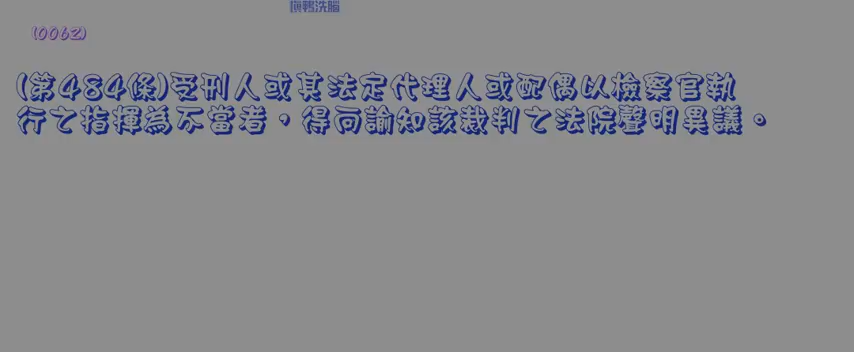 (0062)
(第484條)受刑人或其法定代理人或配偶以檢察官執
行之指揮為不當者，得向諭知該裁判之法院聲明異議。